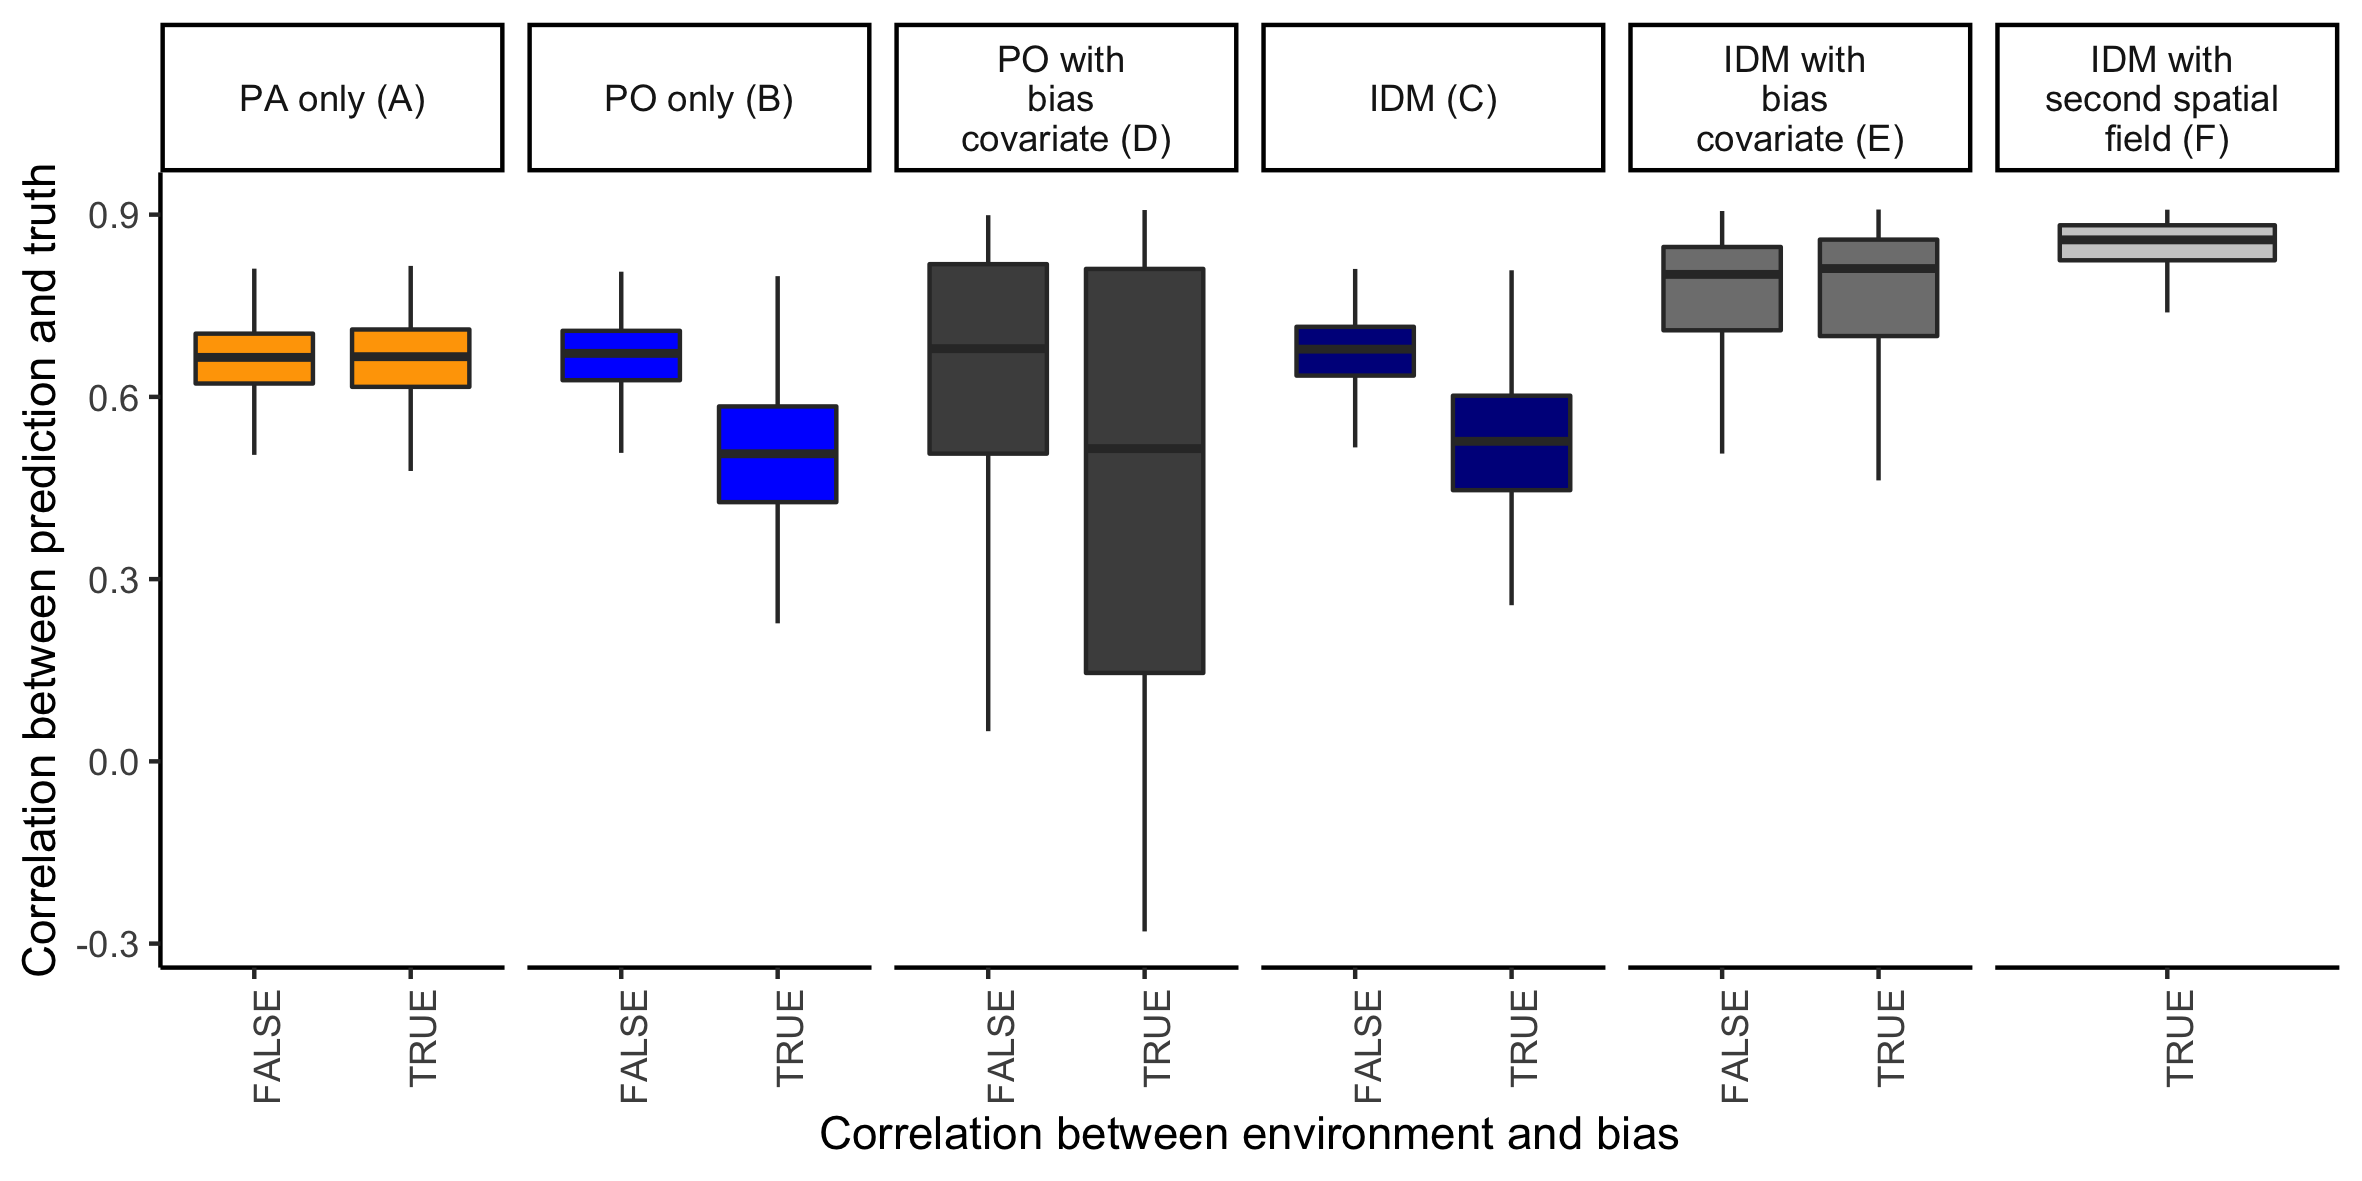 PA only (A)
PO only (B)
PO with
bias
covariate (D)
IDM (C)
IDM with
bias
covariate (E)
IDM with
second spatial
field (F)
Correlation between prediction and truth
0.9
0.6
0.3
0.0
-0.3
FALSE
TRUE
FALSE
TRUE
FALSE
TRUE
FALSE
TRUE
FALSE
TRUE
TRUE
Correlation between environment and bias